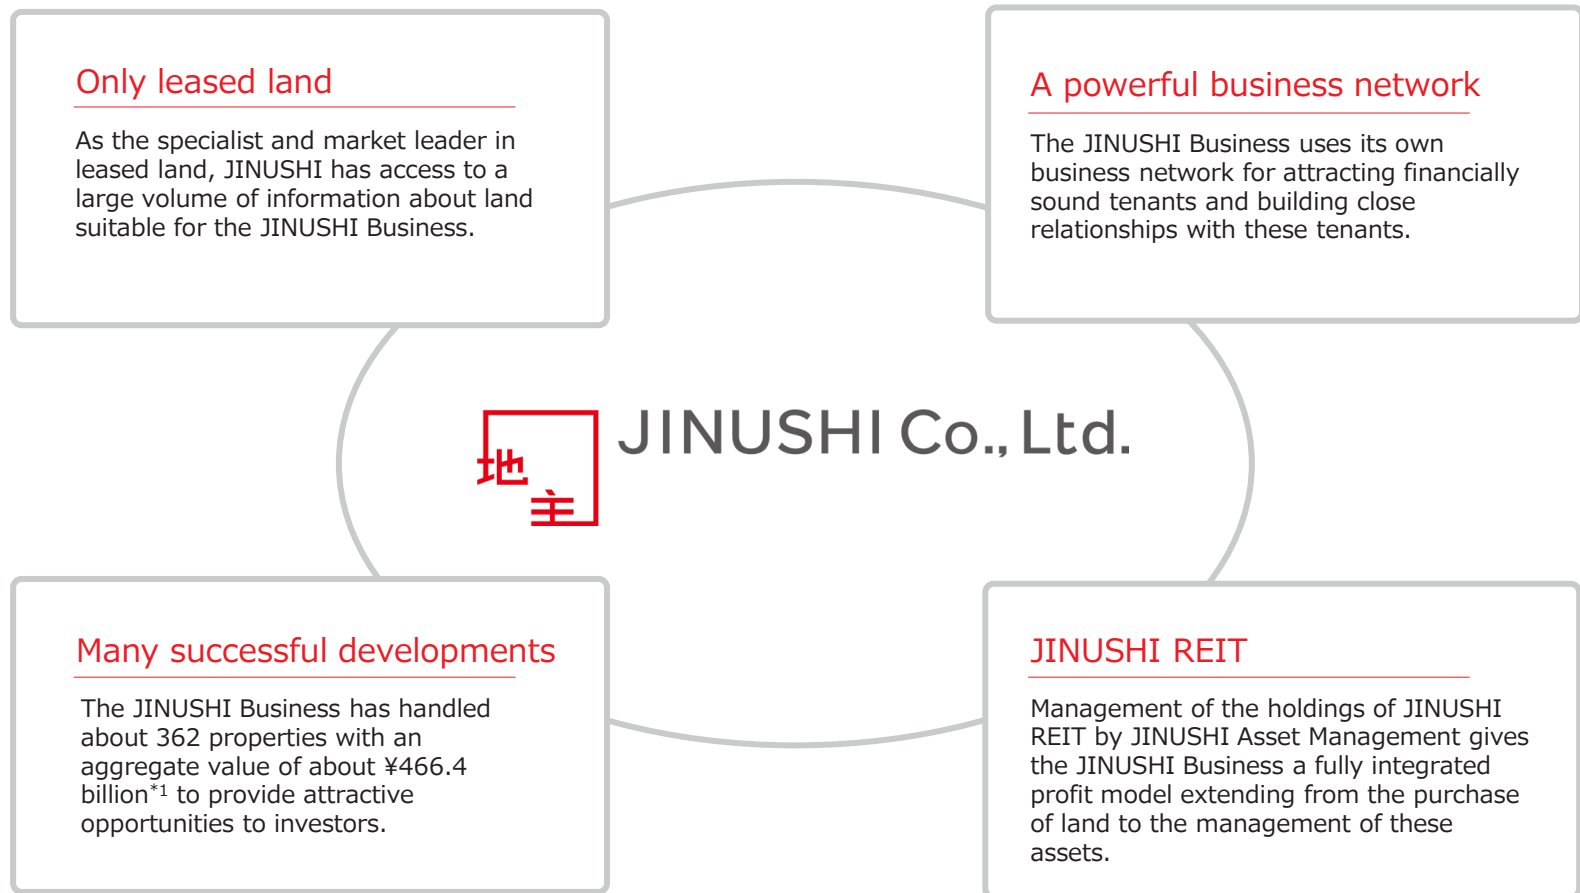 Only leased land
As the specialist and market leader in
leased land, JINUSHI has access to a
large volume of information about land
suitable for the JINUSHI Business.
A powerful business network
The JINUSHI Business uses its own
business network for attracting financially
sound tenants and building close
relationships with these tenants.
地主
JINUSHI Co., Ltd.
Many successful developments
The JINUSHI Business has handled
about 362 properties with an
aggregate value of about ¥466.4
billion*1 to provide attractive
opportunities to investors.
JINUSHI REIT
Management of the holdings of JINUSHI
REIT by JINUSHI Asset Management gives
the JINUSHI Business a fully integrated
profit model extending from the purchase
of land to the management of these
assets.